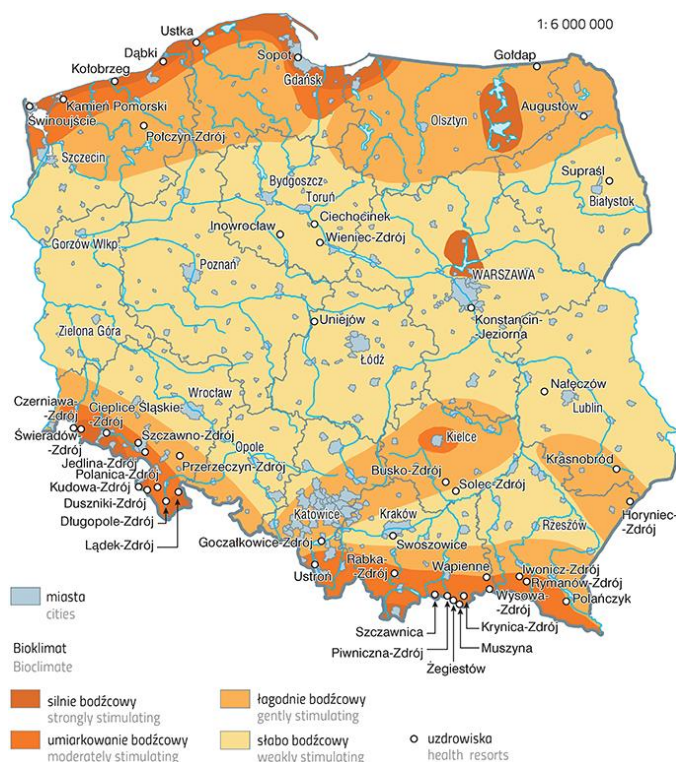 1: 6 000 000
Ustka
Dąbki
Kołobrzeg
Sopot
Gołdap
Gdańsk
Kamień Pomorski
Świnoujście
Augustów
Olsztyn
Połczyn-Zdrój
Szczecin
Supraśl
Białystok
Bydgoszcz
Toruń
Ciechocinek
Inowrocław
Wieniec-Zdrój
Gorzów Wlkp.
Poznań
WARSZAWA
Konstancin-
Jeziorna
Uniejów
Zielona Góra
Łódź
Nałęczów
Lublin
Wrocław
Czerniawa-
-Zdrój
Cieplice Śląskie-
-Zdrój
Świeradów-
-Zdrój
Szczawno-Zdrój
Opole
Kielce
Jedlina-Zdrój
Przerzeczyn-Zdrój
Krasnobród
Polanica-Zdrój
Busko-Zdrój
Kudowa-Zdrój
Solec-Zdrój
Duszniki-Zdrój
Długopole-Zdrój
Horyniec-
-Zdrój
Lądek-Zdrój
Katowice
Kraków
Rzeszów
Goczałkowice-Zdrój
Swoszowice
Ustroń
Rabka-
-Zdrój
Wapienne
Iwonicz-Zdrój
Rymanów-Zdrój
Wysowa-
-Zdrój
Polańczyk
Szczawnica
Krynica-Zdrój
Piwniczna-Zdrój
Muszyna
Żegiestów
miasta
cities
Bioklimat
Bioclimate
silnie bodźcowy
strongly stimulating
łagodnie bodźcowy
gently stimulating
umiarkowanie bodźcowy
moderately stimulating
słabo bodźcowy
weakly stimulating
uzdrowiska
health resorts